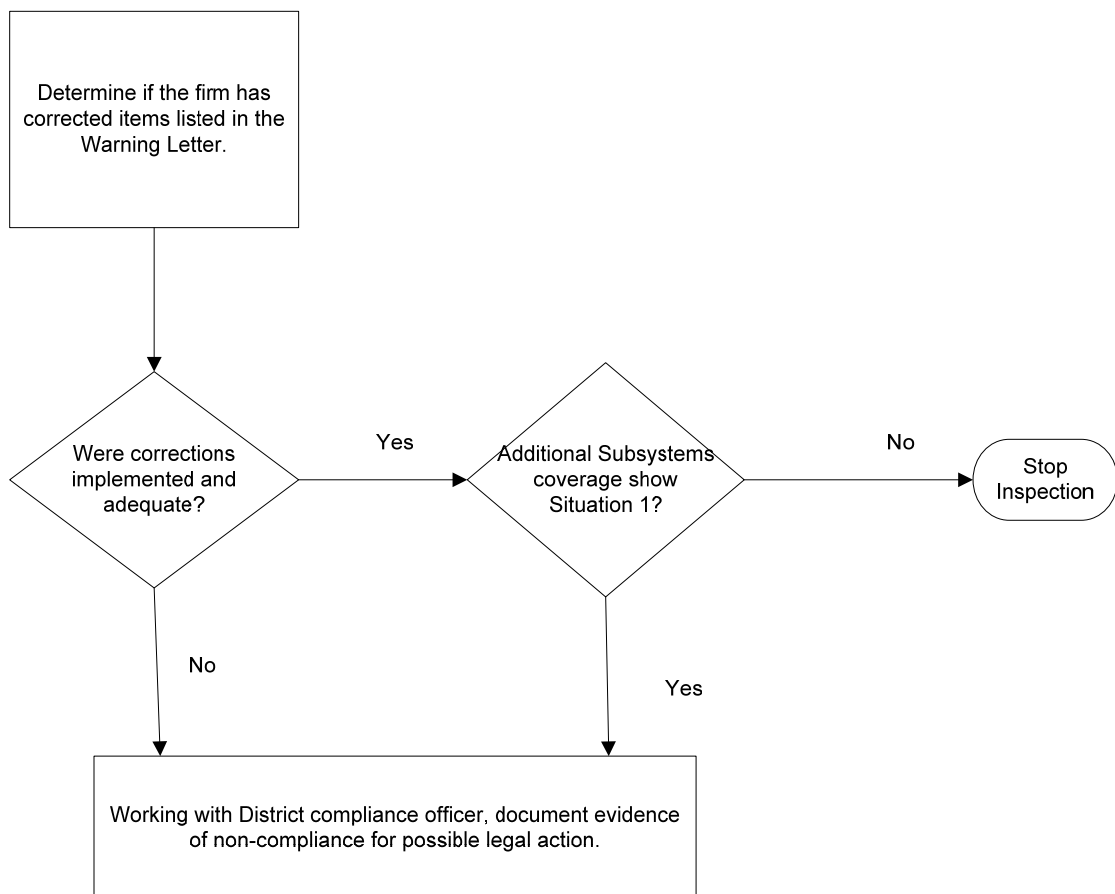 Determine if the firm has
corrected items listed in the
Warning Letter.
Were corrections
implemented and
adequate?
Yes
Additional Subsystems
coverage show
Situation 1?
No
Stop
Inspection
No
Yes
Working with District compliance officer, document evidence
of non-compliance for possible legal action.